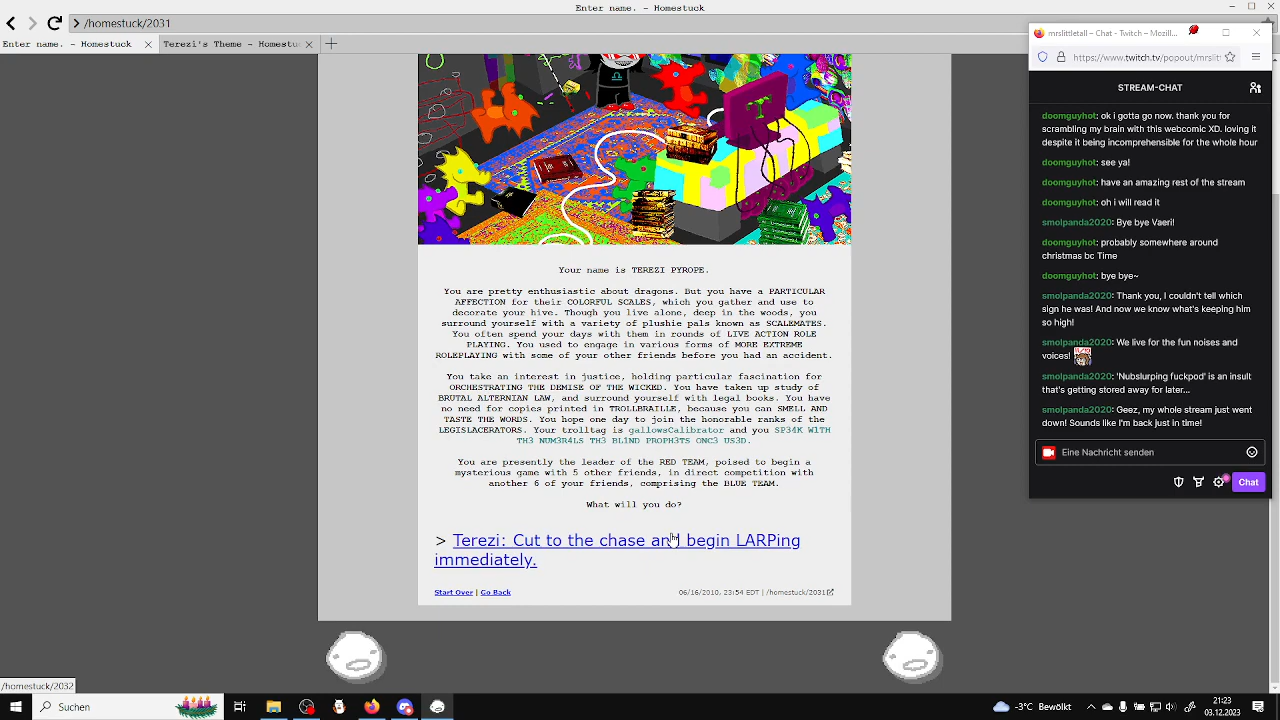 Enter name. - Homestuck
/homestuck/2031
Enter name. - Homestuck
Terezi's Theme - Homestu
Your name is TEREZI PYROPE.
You are pretty enthusiastic about dragons. But you have a PARTICULAR
AFFECTION for their COLORFUL SCALES, which you gather and use to
decorate your hive. Though you live alone, deep in the woods, you
surround yourself with a variety of plushie pals known as SCALEMATES.
You often spend your days with them in rounds of LIVE ACTION ROLE
PLAYING. You used to engage in various forms of MORE EXTREME
ROLEPLAYING with some of your other friends before you had an accident.
You take an interest in justice, holding particular fascination for
ORCHESTRATING THE DEMISE OF THE WICKED. You have taken up study of
BRUTAL ALTERNIAN LAW, and surround yourself with legal books. You have
no need for copies printed in TROLLBRAILLE, because you can SMELL AND
TASTE THE WORDS. You hope one day to join the honorable ranks of the
LEGISLACERATORS. Your trolltag is gallowsCalibrator and you SP34K W1TH
TH3 NUM3R4LS TH3 BL1ND PROPH3TS ONC3 US3D.
You are presently the leader of the RED TEAM, poised to begin a
mysterious game with 5 other friends, in direct competition with
another 6 of your friends, comprising the BLUE TEAM.
What will you do?
> Terezi: Cut to the chase and begin LARPing
immediately.
Start Over | Go Back
06/16/2010, 23:54 EDT | /homestuck/2031
/homestuck/2032
mrslittletall – Chat - Twitch – Mozill...
https://www.twitch.tv/popout/mrslitt
STREAM-CHAT
doomguyhot: ok i gotta go now. thank you for
scrambling my brain with this webcomic XD. loving it
despite it being incomprehensible for the whole hour
doomguyhot: see ya!
doomguyhot: have an amazing rest of the stream
doomguyhot: oh i will read it
smolpanda2020: Bye bye Vaeri!
doomguyhot: probably somewhere around
christmas bc Time
doomguyhot: bye bye~
smolpanda2020: Thank you, I couldn't tell which
sign he was! And now we know what's keeping him
so high!
smolpanda2020: We live for the fun noises and
voices!
smolpanda2020: 'Nubslurping fuckpod' is an insult
that's getting stored away for later...
smolpanda2020: Geez, my whole stream just went
down! Sounds like I'm back just in time!
Eine Nachricht senden
Chat
Suchen
-3°C Bewölkt
21:23
03.12.2023